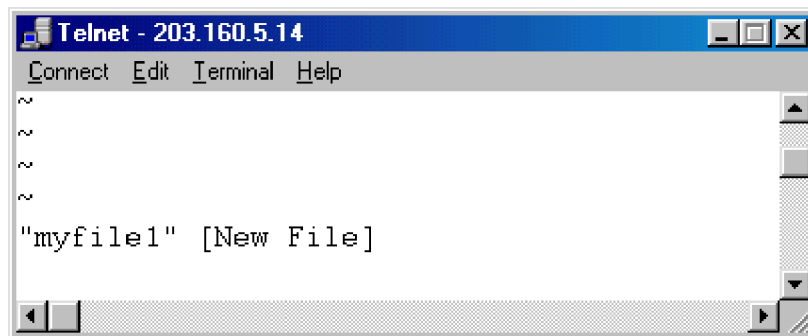 Telnet - 203.160.5.14
Connect Edit Terminal Help
~
~
~
~
"myfile1" [New File]